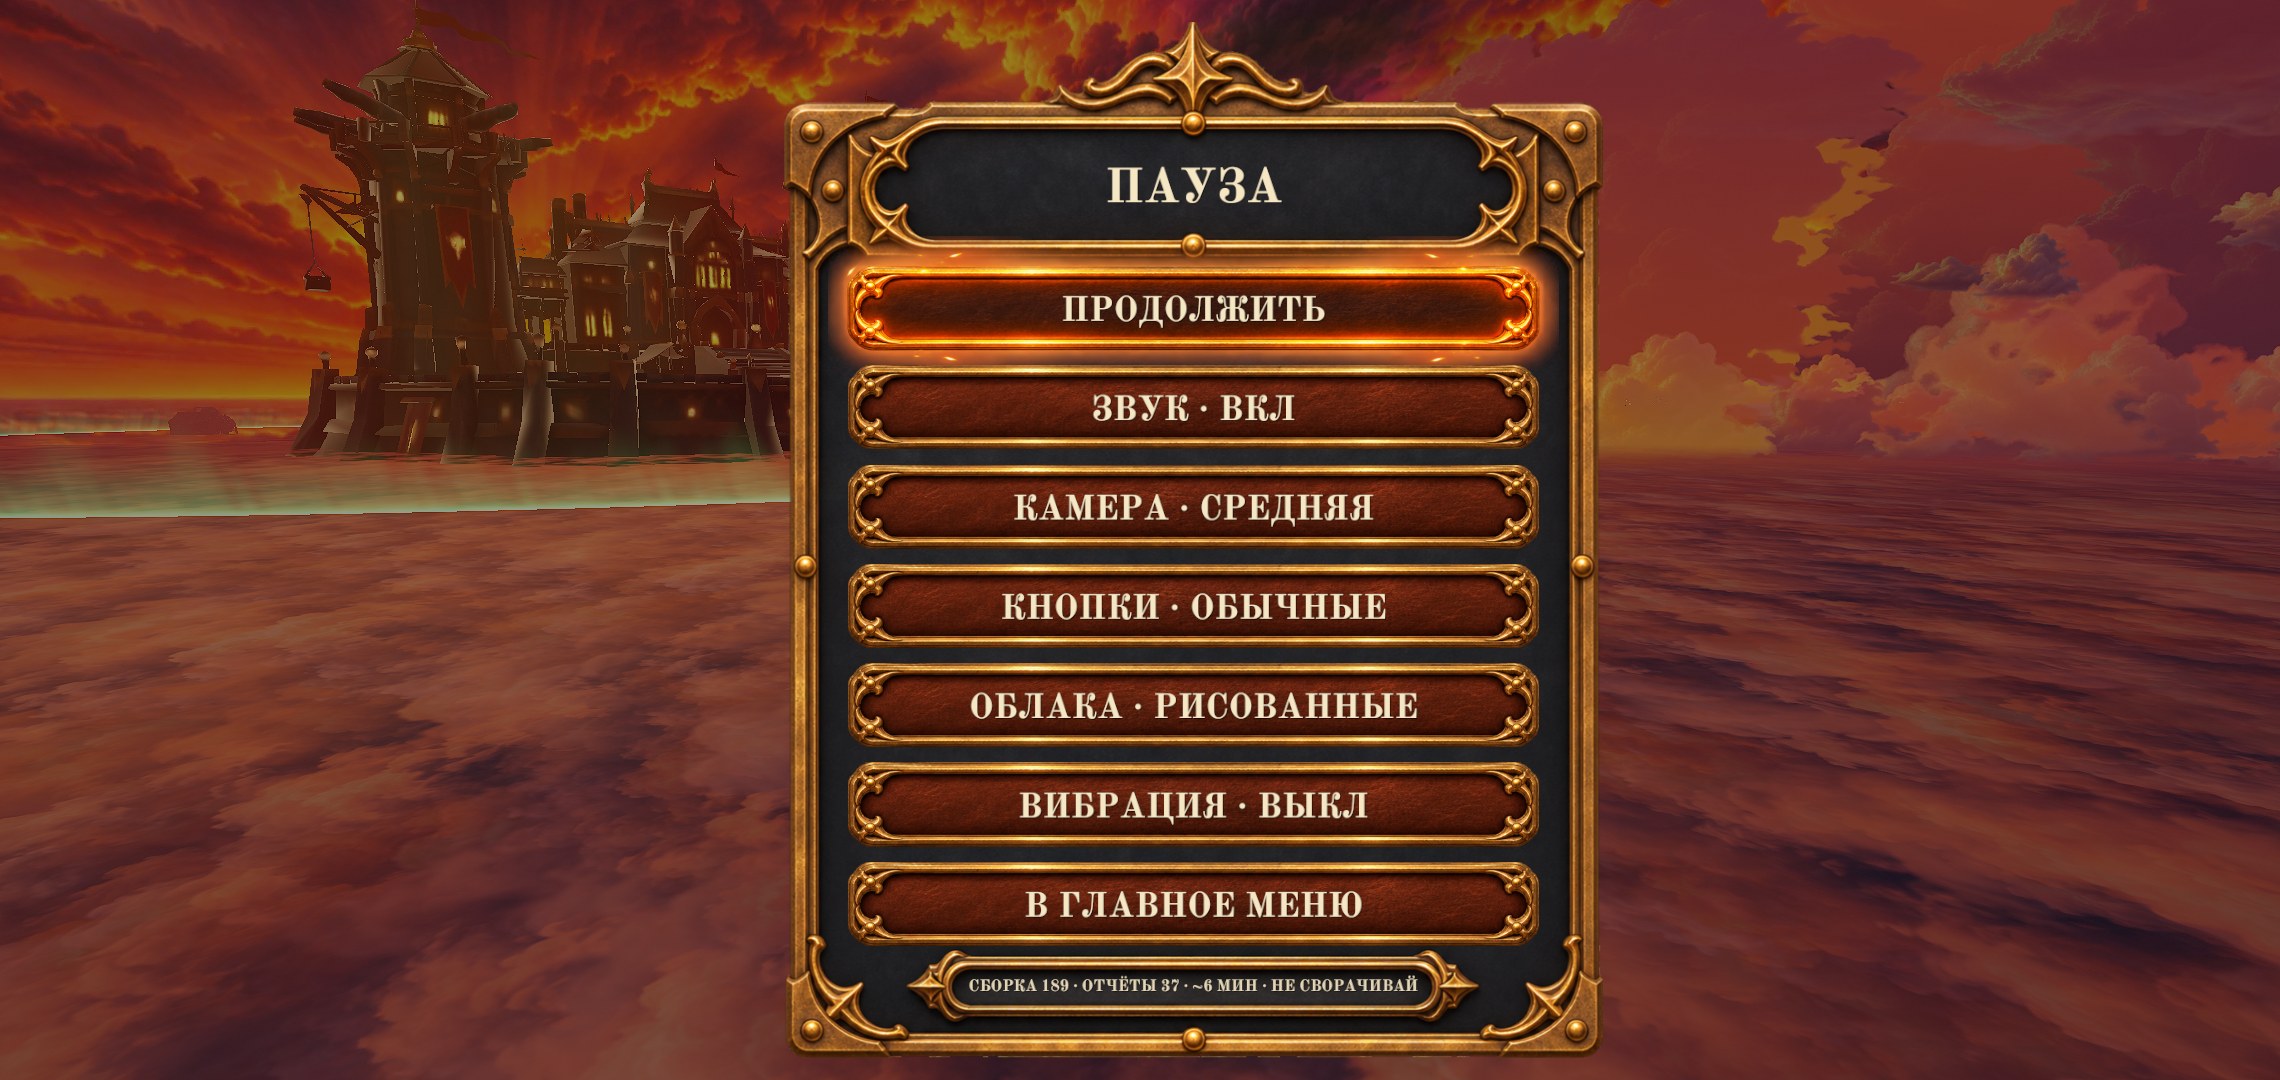 ПАУЗА
ПРОДОЛЖИТЬ
ЗВУК · ВКЛ
КАМЕРА · СРЕДНЯЯ
КНОПКИ · ОБЫЧНЫЕ
ОБЛАКА · РИСОВАННЫЕ
ВИБРАЦИЯ · ВЫКЛ
В ГЛАВНОЕ МЕНЮ
СБОРКА 189 · ОТЧЁТЫ 37 · ~6 МИН · НЕ СВОРАЧИВАЙ